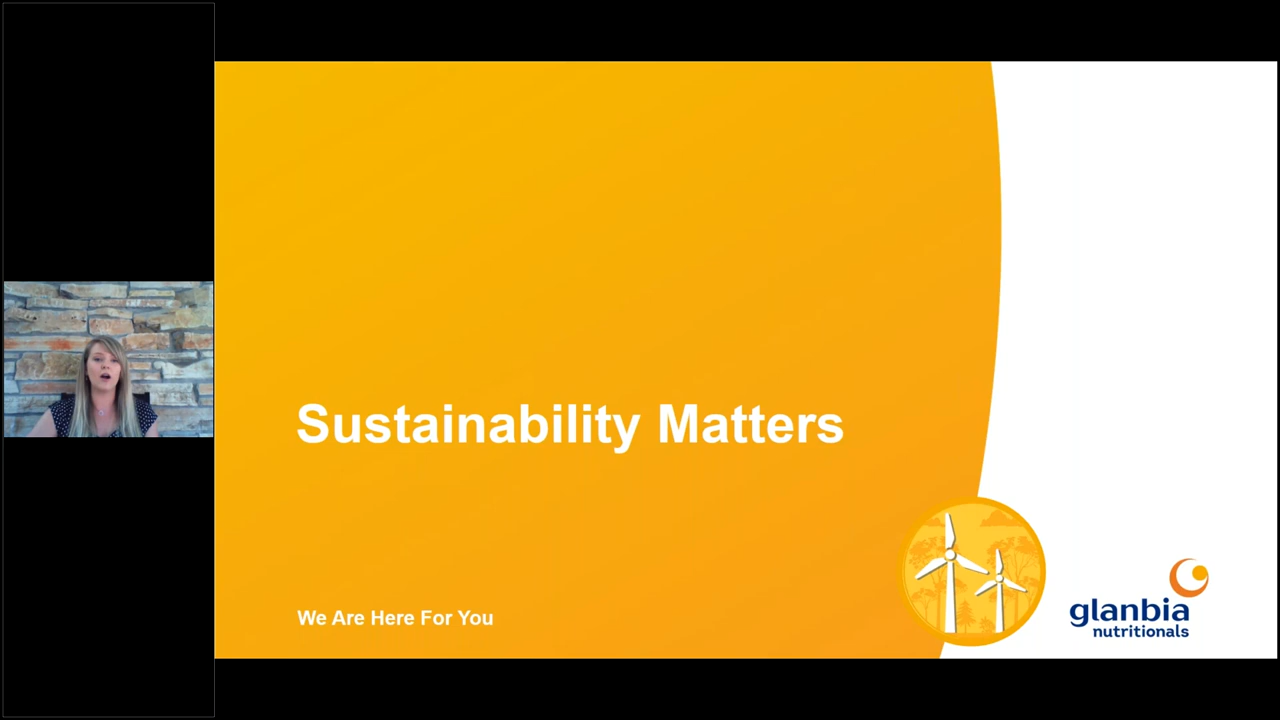 Sustainability Matters
We Are Here For You
glanbia
nutritionals